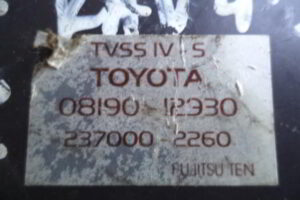 TVSS IV - S
TOYOTA
08190-12930
237000-2260
FUJITSU TEN